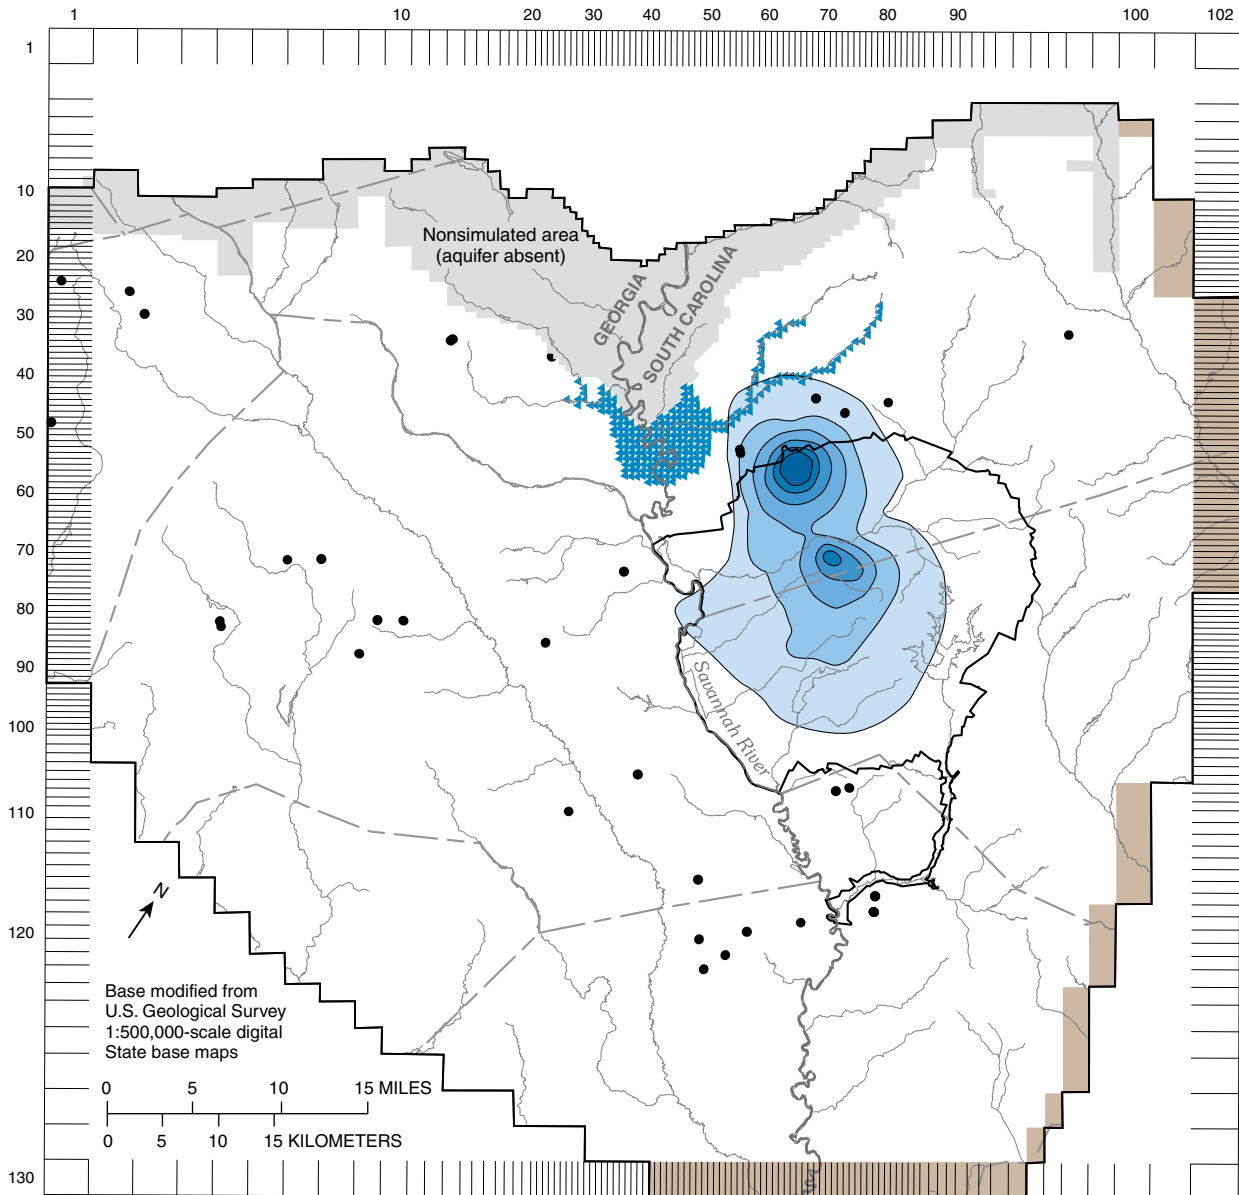 1 10 20 30 40 50 60 70 80 90 100 102
1
10
20
30
40
50
60
70
80
90
100
110
120
130
Nonsimulated area
(aquifer absent)
GEORGIA
SOUTH CAROLINA
Savannah River
N
Base modified from
U.S. Geological Survey
1:500,000-scale digital
State base maps
0 5 10 15 MILES
0 5 10 15 KILOMETERS